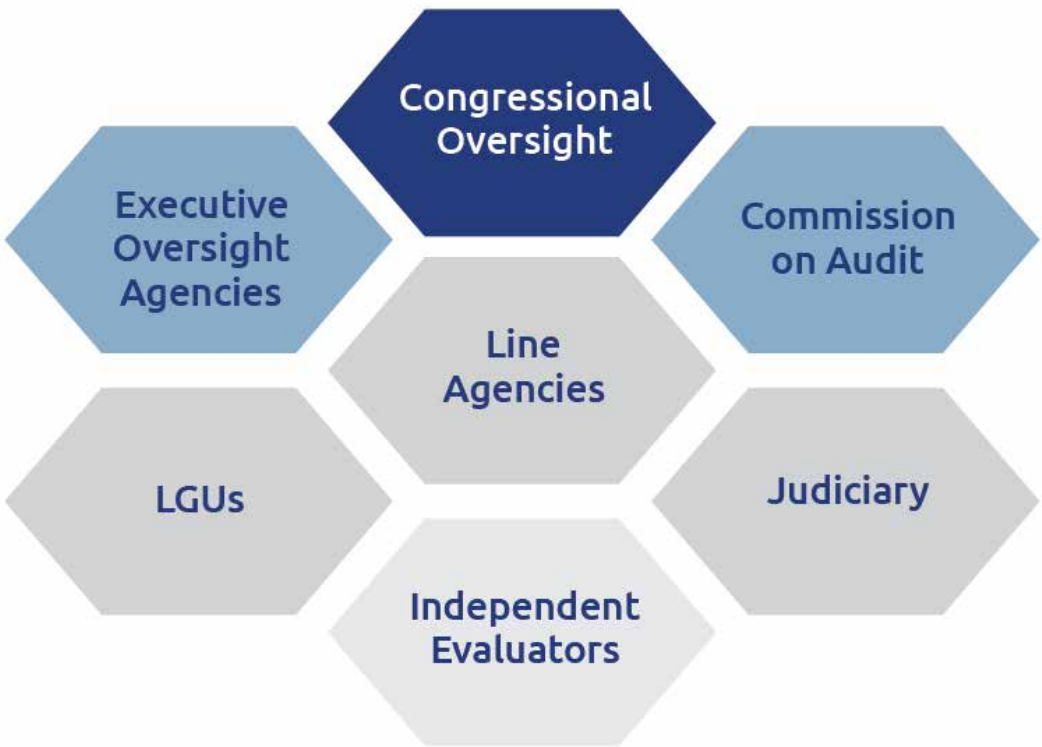 Congressional
Oversight
Executive
Oversight
Agencies
Commission
on Audit
Line
Agencies
LGUs
Judiciary
Independent
Evaluators